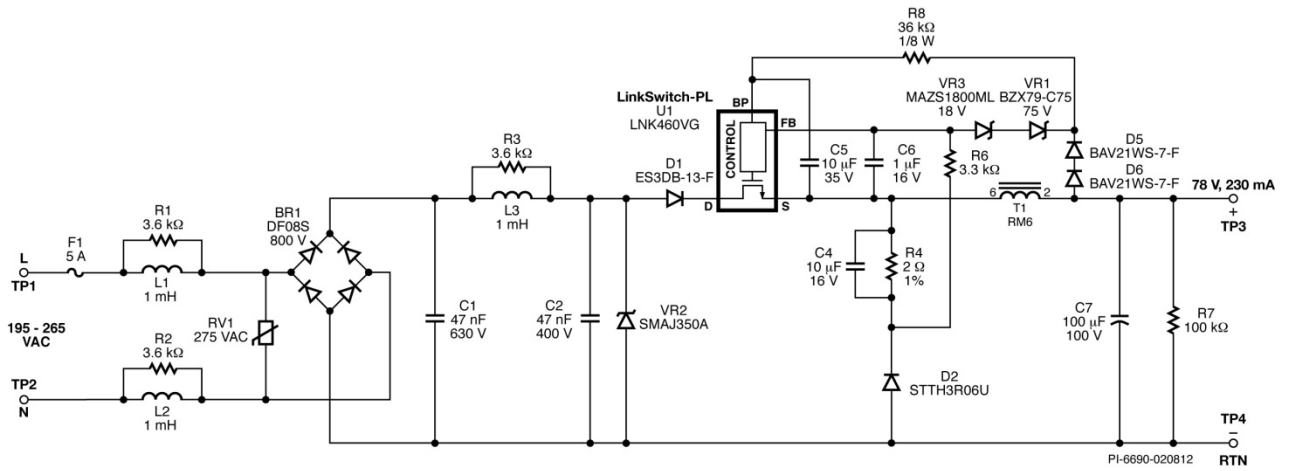 R8
36 kΩ
1/8 W
LinkSwitch-PL
U1
LNK460VG
BP
FB
CONTROL
D
S
VR3
MAZS1800ML
18 V
VR1
BZX79-C75
75 V
D5
BAV21WS-7-F
D6
BAV21WS-7-F
R3
3.6 kΩ
L3
1 mH
D1
ES3DB-13-F
C5
10 µF
35 V
C6
1 µF
16 V
R6
3.3 kΩ
6
2
T1
RM6
78 V, 230 mA
+
TP3
R1
3.6 kΩ
BR1
DF08S
800 V
F1
5 A
L
TP1
L1
1 mH
C4
10 µF
16 V
R4
2 Ω
1%
195 - 265
VAC
RV1
275 VAC
C1
47 nF
630 V
C2
47 nF
400 V
VR2
SMAJ350A
C7
100 µF
100 V
R7
100 kΩ
R2
3.6 kΩ
TP2
N
L2
1 mH
D2
STTH3R06U
TP4
–
RTN
PI-6690-020812